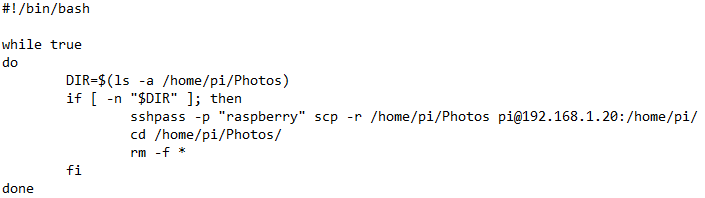 #!/bin/bash
while true
do
DIR=$(ls -a /home/pi/Photos)
if [ -n "$DIR" ]; then
sshpass -p "raspberry" scp -r /home/pi/Photos pi@192.168.1.20:/home/pi/
cd /home/pi/Photos/
rm -f *
fi
done